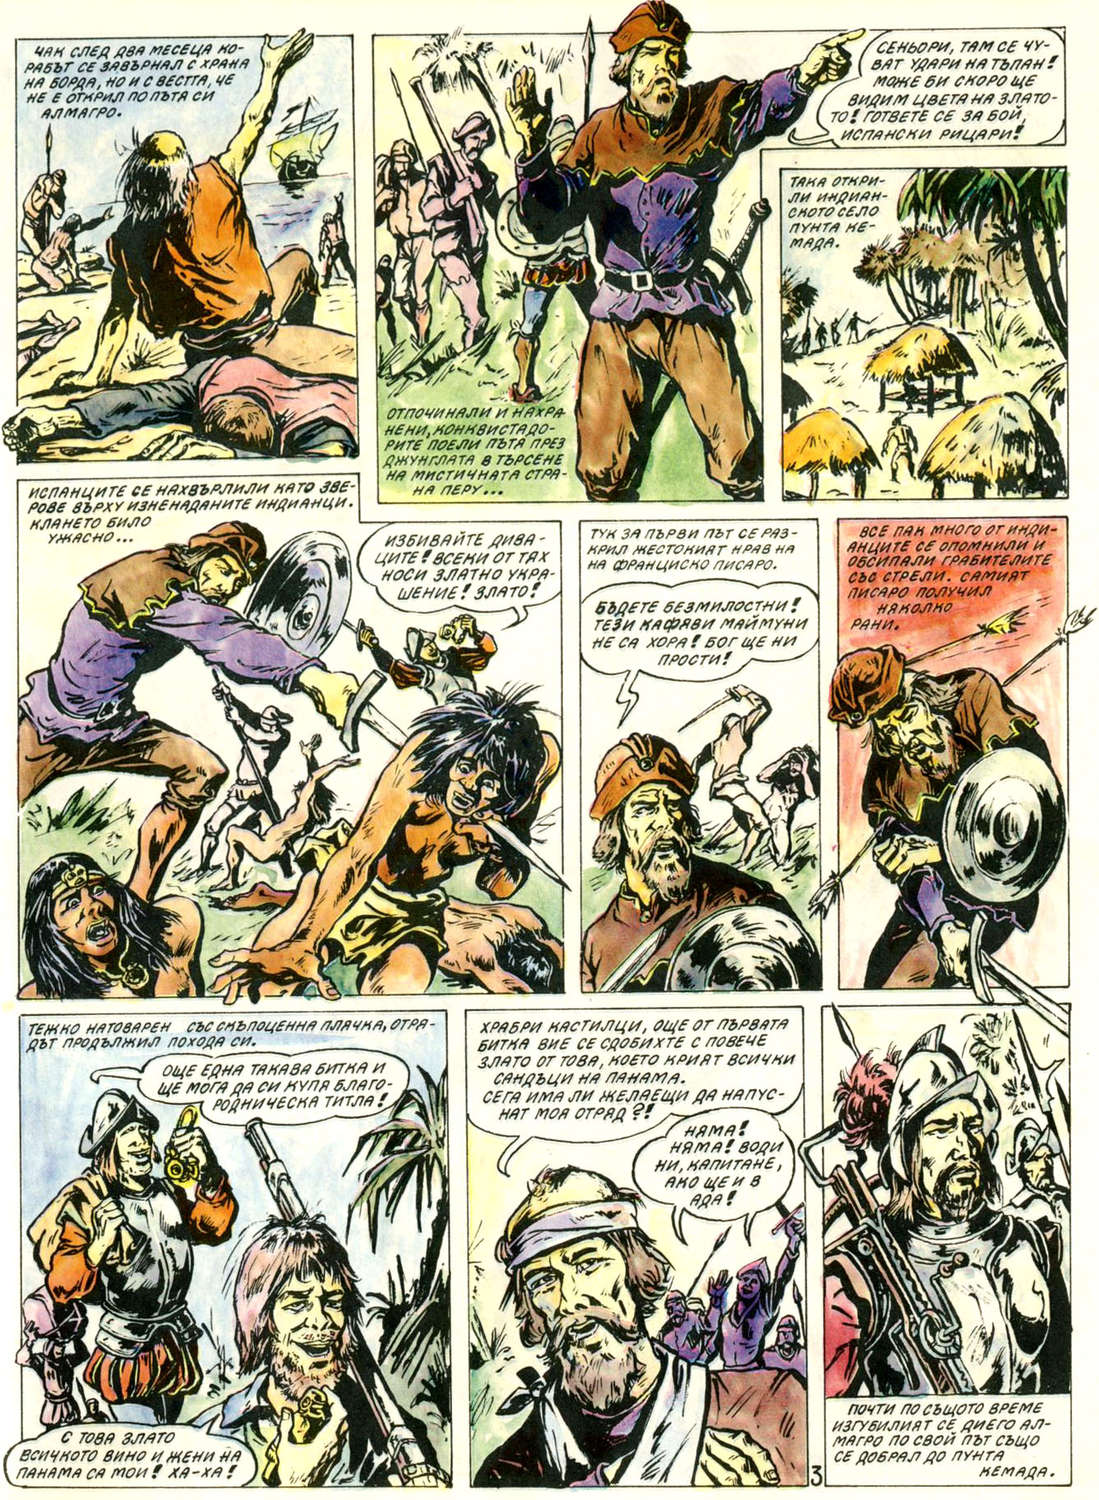 ЧАК СЛЕД ДВА МЕСЕЦА КО-
РАБЪТ СЕ ЗАВЪРНАЛ С ХРАНА
НА БОРДА, НО И С ВЕСТТА, ЧЕ
НЕ Е ОТКРИЛ ПО ПЪТА СИ
АЛМАГРО.
СЕНЬОРИ, ТАМ СЕ ЧУ-
ВАТ УДАРИ НА ТЪПАН!
МОЖЕ БИ СКОРО ЩЕ
ВИДИМ ЦВЕТА НА ЗЛАТО-
ТО! ГОТВЕТЕ СЕ ЗА БОЙ,
ИСПАНСКИ РИЦАРИ!
ОТПОЧИНАЛИ И НАХРА-
НЕНИ, КОНКВИСТАДО-
РИТЕ ПОЕЛИ ПЪТЯ ПРЕЗ
ДЖУНГЛАТА В ТЪРСЕНЕ
НА МИСТИЧНАТА СТРА-
НА ПЕРУ...
ТАКА ОТКРИ-
ЛИ ИНДИАН-
СКОТО СЕЛО
ПУНТА КЕ-
МАДА.
ИСПАНЦИТЕ СЕ НАХВЪРЛИЛИ КАТО ЗВЕ-
РОВЕ ВЪРХУ ИЗНЕНАДАНИТЕ ИНДИАНЦИ.
КЛАНЕТО БИЛО
УЖАСНО...
ИЗБИВАЙТЕ ДИВА-
ЦИТЕ! ВСЕКИ ОТ ТЯХ
НОСИ ЗЛАТНО УКРА-
ШЕНИЕ! ЗЛАТО!
ТУК ЗА ПЪРВИ ПЪТ СЕ РАЗ-
КРИЛ ЖЕСТОКИЯТ НРАВ НА
НА ФРАНЦИСКО ПИСАРО.
БЪДЕТЕ БЕЗМИЛОСТНИ!
ТЕЗИ КАФЯВИ МАЙМУНИ
НЕ СА ХОРА! БОГ ЩЕ НИ
ПРОСТИ!
ВСЕ ПАК МНОГО ОТ ИНДИ-
АНЦИТЕ СЕ ОПОМНИЛИ И
ОБСИПАЛИ ГРАБИТЕЛИТЕ
СЪС СТРЕЛИ. САМИЯТ
ПИСАРО ПОЛУЧИЛ
НЯКОЛКО
РАНИ.
ТЕЖКО НАТОВАРЕН СЪС СКЪПОЦЕННА ПЛЯЧКА, ОТРЯ-
ДЪТ ПРОДЪЛЖИЛ ПОХОДА СИ.
ОЩЕ ЕДНА ТАКАВА БИТКА И
ЩЕ МОГА ДА СИ КУПЯ БЛАГО-
РОДНИЧЕСКА ТИТЛА!
С ТОВА ЗЛАТО
ВСИЧКОТО ВИНО И ЖЕНИ НА
ПАНАМА СА МОИ! ХА-ХА!
ХРАБРИ КАСТИЛЦИ, ОЩЕ ОТ ПЪРВАТА
БИТКА ВИЕ СЕ СДОБИХТЕ С ПОВЕЧЕ
ЗЛАТО ОТ ТОВА, КОЕТО КРИЯТ ВСИЧКИ
САНДЪЦИ НА ПАНАМА.
СЕГА ИМА ЛИ ЖЕЛАЕЩИ ДА НАПУС-
НАТ МОЯ ОТРЯД?!
НЯМА!
НЯМА! ВОДИ
НИ, КАПИТАНЕ,
АКО ЩЕ И В
АДА!
ПОЧТИ ПО СЪЩОТО ВРЕМЕ
ИЗГУБИЛИЯТ СЕ ДИЕГО АЛ-
МАГРО ПО СВОЙ ПЪТ СЪЩО
СЕ ДОБРАЛ ДО ПУНТА
КЕМАДА.
3